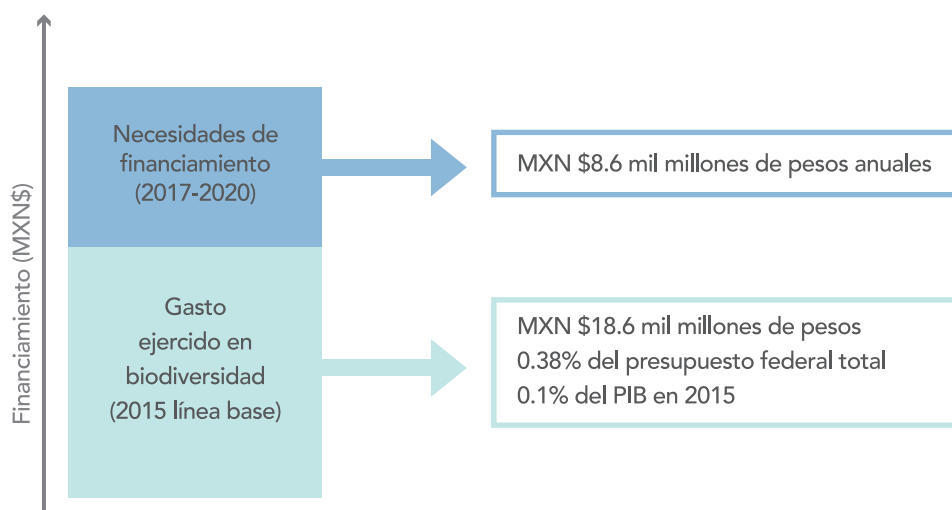 Financiamiento (MXN$)
Necesidades de
financiamiento
(2017-2020)
MXN $8.6 mil millones de pesos anuales
Gasto
ejercido en
biodiversidad
(2015 línea base)
MXN $18.6 mil millones de pesos
0.38% del presupuesto federal total
0.1% del PIB en 2015